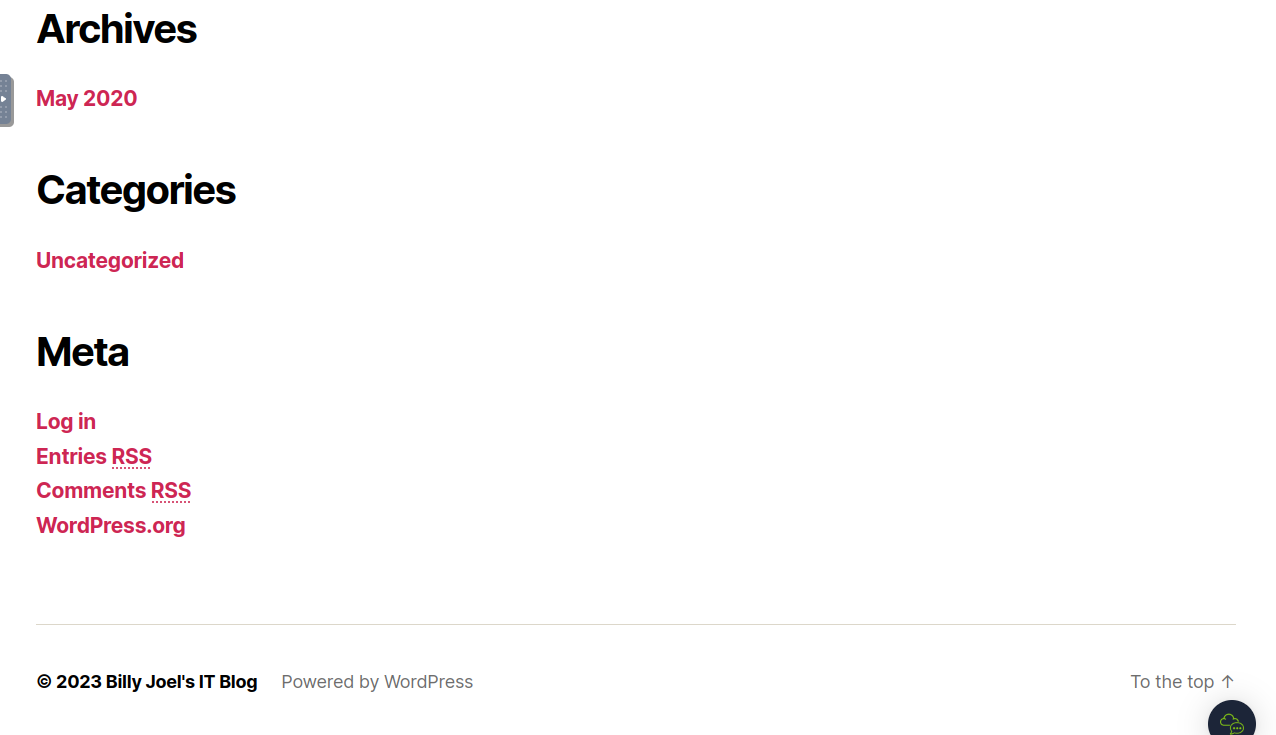 Archives
May 2020
Categories
Uncategorized
Meta
Log in
Entries RSS
Comments RSS
WordPress.org
© 2023 Billy Joel's IT Blog Powered by WordPress To the top ↑